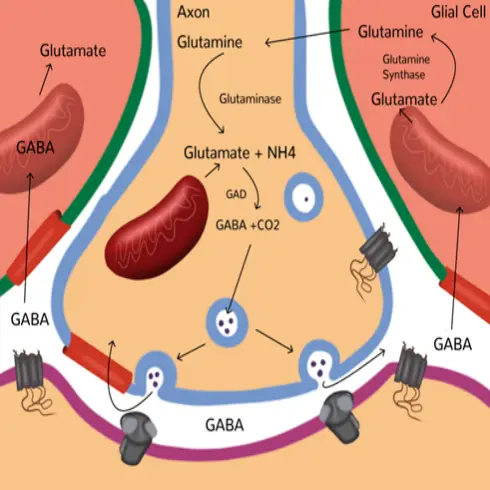 Axon
Glial Cell
Glutamine
Glutamine
Glutamate
Glutamine
Synthase
Glutaminase
Glutamate
GABA
Glutamate + NH4
GAD
GABA +CO2
GABA
GABA
GABA